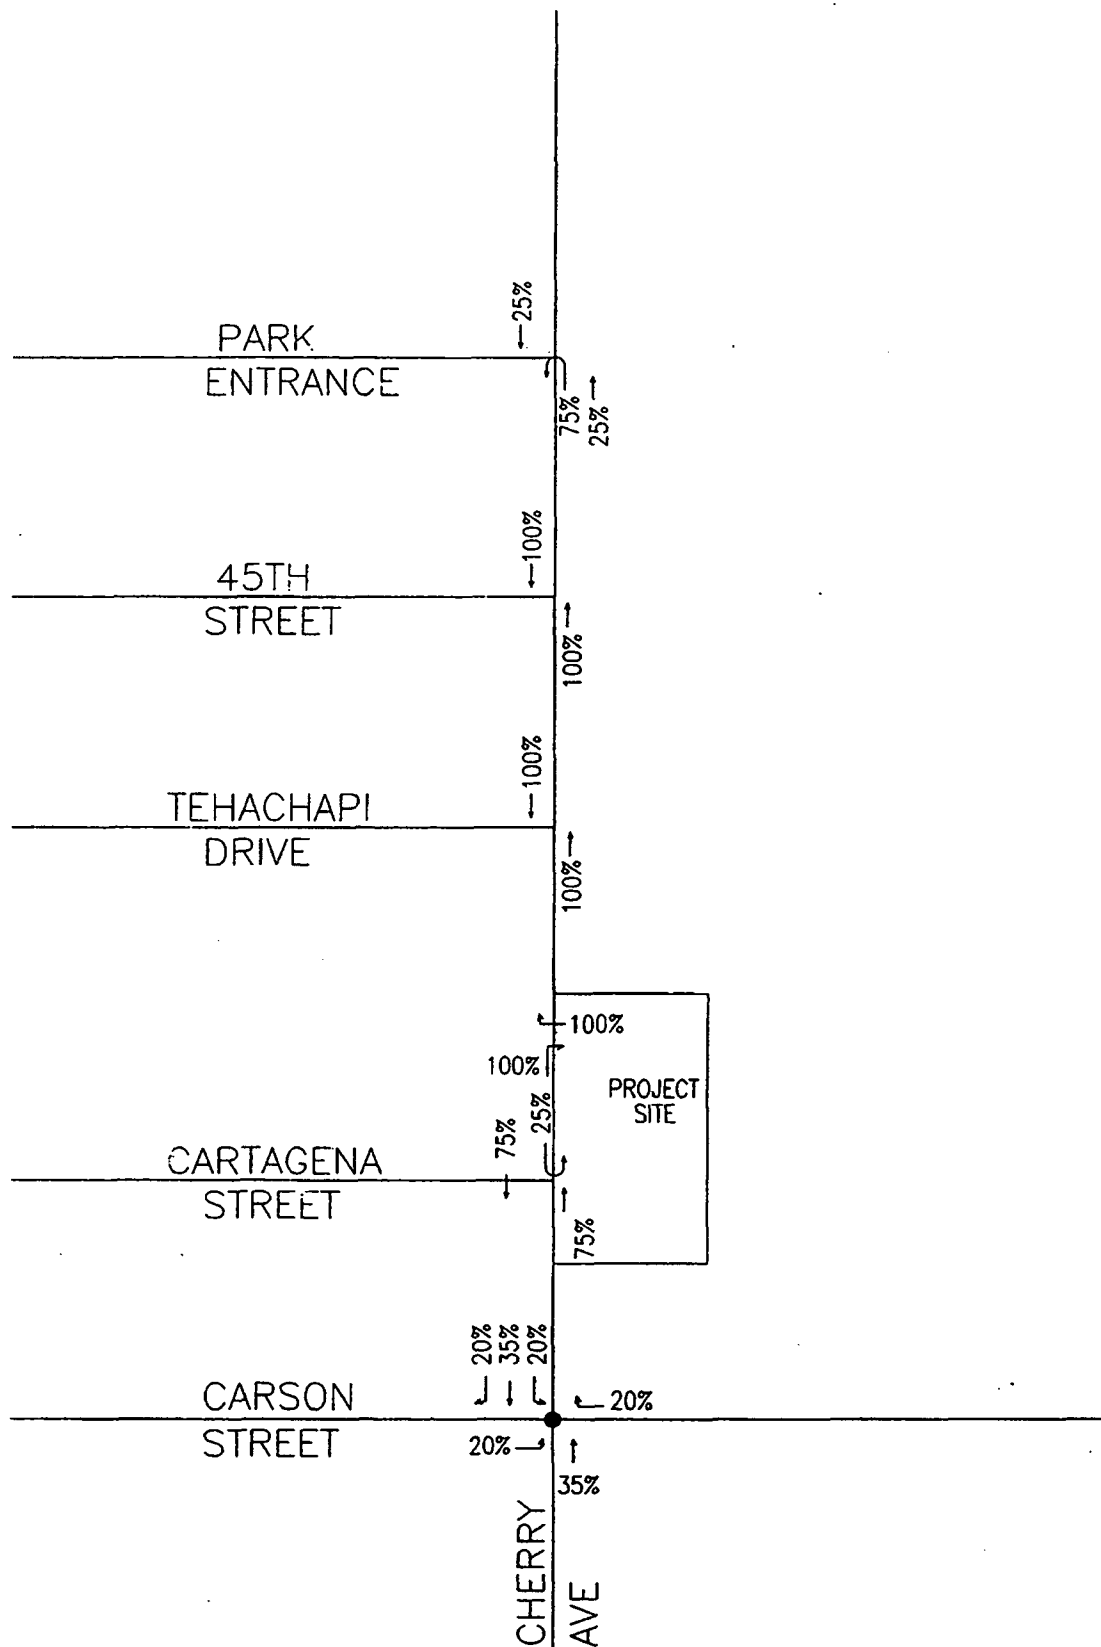 25%
PARK
ENTRANCE
75%
25%
100%
45TH
STREET
100%
100%
TEHACHAPI
DRIVE
100%
100%
100%
PROJECT
SITE
25%
75%
CARTAGENA
STREET
75%
20%
35%
20%
CARSON
20%
STREET
20%
35%
CHERRY
AVE